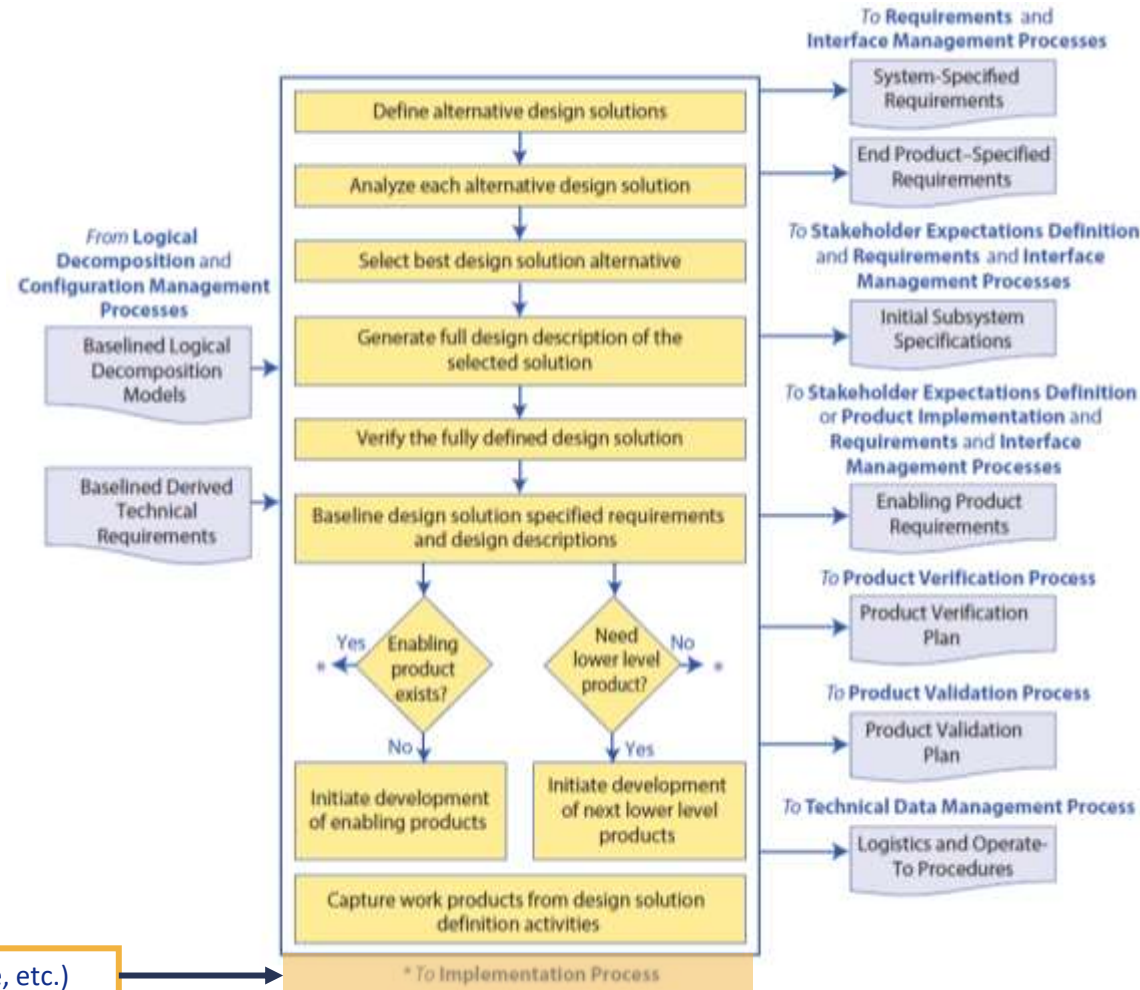 To Requirements and
Interface Management Processes
System-Specified
Requirements
End Product–Specified
Requirements
To Stakeholder Expectations Definition
and Requirements and Interface
Management Processes
Initial Subsystem
Specifications
To Stakeholder Expectations Definition
or Product Implementation and
Requirements and Interface
Management Processes
Enabling Product
Requirements
To Product Verification Process
Product Verification
Plan
To Product Validation Process
Product Validation
Plan
To Technical Data Management Process
Logistics and Operate-
To Procedures
From Logical
Decomposition and
Configuration Management
Processes
Baselined Logical
Decomposition
Models
Baselined Derived
Technical
Requirements
Define alternative design solutions
Analyze each alternative design solution
Select best design solution alternative
Generate full design description of the
selected solution
Verify the fully defined design solution
Baseline design solution specified requirements
and design descriptions
Yes
*
Enabling
product
exists?
No
Need
lower level
product?
No
*
Yes
Initiate development
of enabling products
Initiate development
of next lower level
products
Capture work products from design solution
definition activities
* To Implementation Process
, etc.)